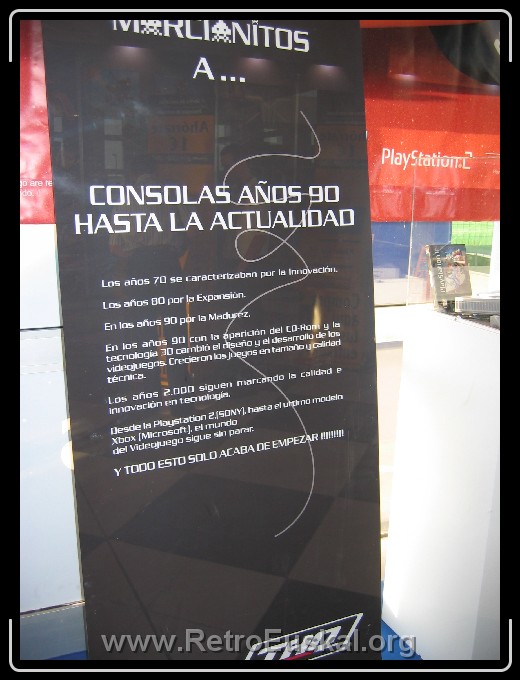 MARCIANITOS
A...
PlayStation 2
CONSOLAS AÑOS 90
HASTA LA ACTUALIDAD
Los años 70 se caracterizaban por la Innovación.
Los años 80 por la Expansión.
En los años 90 por la Madurez.
En los años 90 con la aparición del CD-Rom y la
tecnología 3D cambió el diseño y el desarrollo de los
videojuegos. Crecieron los juegos en tamaño y calidad
técnica.
Los años 2.000 siguen marcando la calidad e
innovación en tecnología.
Desde la Playstation 2,(SONY), hasta el último modelo
Xbox (Microsoft), el mundo
del Videojuego sigue sin parar.
Y TODO ESTO SOLO ACABA DE EMPEZAR !!!!!!!!!
www.RetroEuskal.org